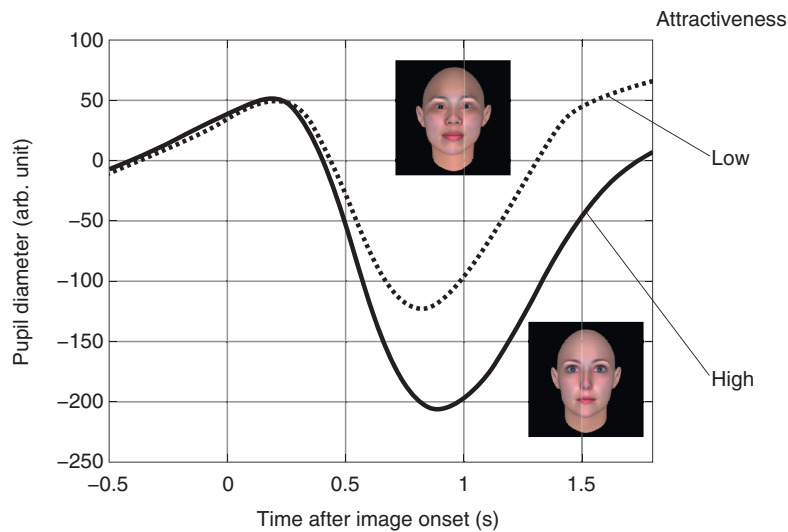 Attractiveness
100
50
0
−50
−100
−150
−200
−250
Pupil diameter (arb. unit)
Low
High
−0.5
0
0.5
1
1.5
Time after image onset (s)